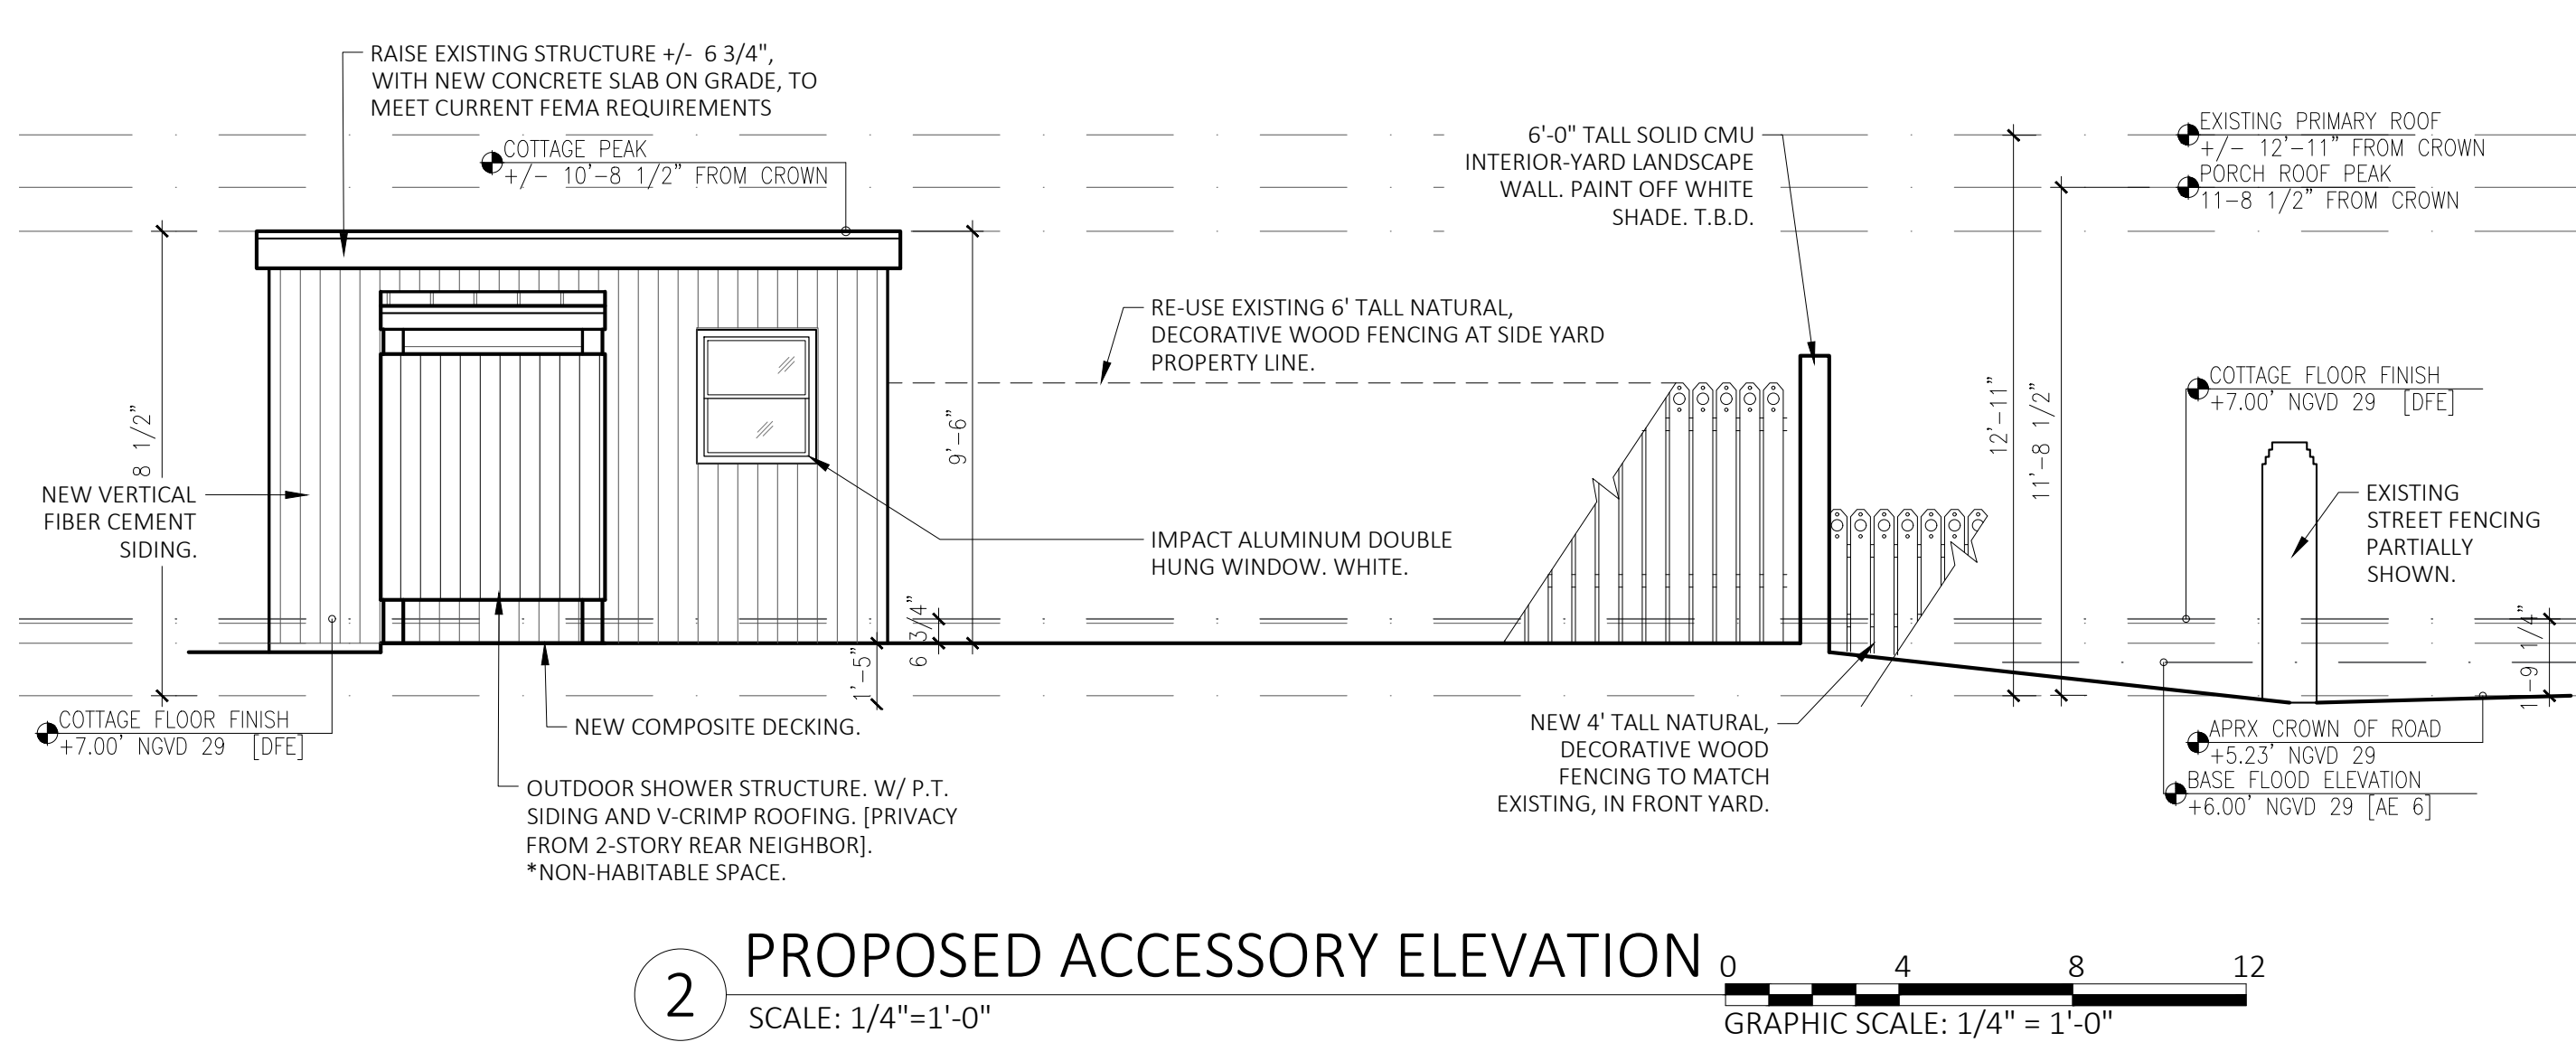 RAISE EXISTING STRUCTURE +/- 6 3/4",
WITH NEW CONCRETE SLAB ON GRADE, TO
MEET CURRENT FEMA REQUIREMENTS
COTTAGE PEAK
+/- 10'-8 1/2" FROM CROWN
6'-0" TALL SOLID CMU
INTERIOR-YARD LANDSCAPE
WALL. PAINT OFF WHITE
SHADE. T.B.D.
EXISTING PRIMARY ROOF
+/- 12'-11" FROM CROWN
PORCH ROOF PEAK
11-8 1/2" FROM CROWN
RE-USE EXISTING 6' TALL NATURAL,
DECORATIVE WOOD FENCING AT SIDE YARD
PROPERTY LINE.
COTTAGE FLOOR FINISH
+7.00' NGVD 29 [DFE]
8 1/2"
9'-6"
12'-11"
11'-8 1/2"
NEW VERTICAL
FIBER CEMENT
SIDING.
IMPACT ALUMINUM DOUBLE
HUNG WINDOW. WHITE.
EXISTING
STREET FENCING
PARTIALLY
SHOWN.
6 3/4"
1'-5"
1-9 1/4"
COTTAGE FLOOR FINISH
+7.00' NGVD 29 [DFE]
NEW COMPOSITE DECKING.
NEW 4' TALL NATURAL,
DECORATIVE WOOD
FENCING TO MATCH
EXISTING, IN FRONT YARD.
APRX CROWN OF ROAD
+5.23' NGVD 29
BASE FLOOD ELEVATION
+6.00' NGVD 29 [AE 6]
OUTDOOR SHOWER STRUCTURE. W/ P.T.
SIDING AND V-CRIMP ROOFING. [PRIVACY
FROM 2-STORY REAR NEIGHBOR].
*NON-HABITABLE SPACE.
2
PROPOSED ACCESSORY ELEVATION
SCALE: 1/4"=1'-0"
0 4 8 12
GRAPHIC SCALE: 1/4" = 1'-0"